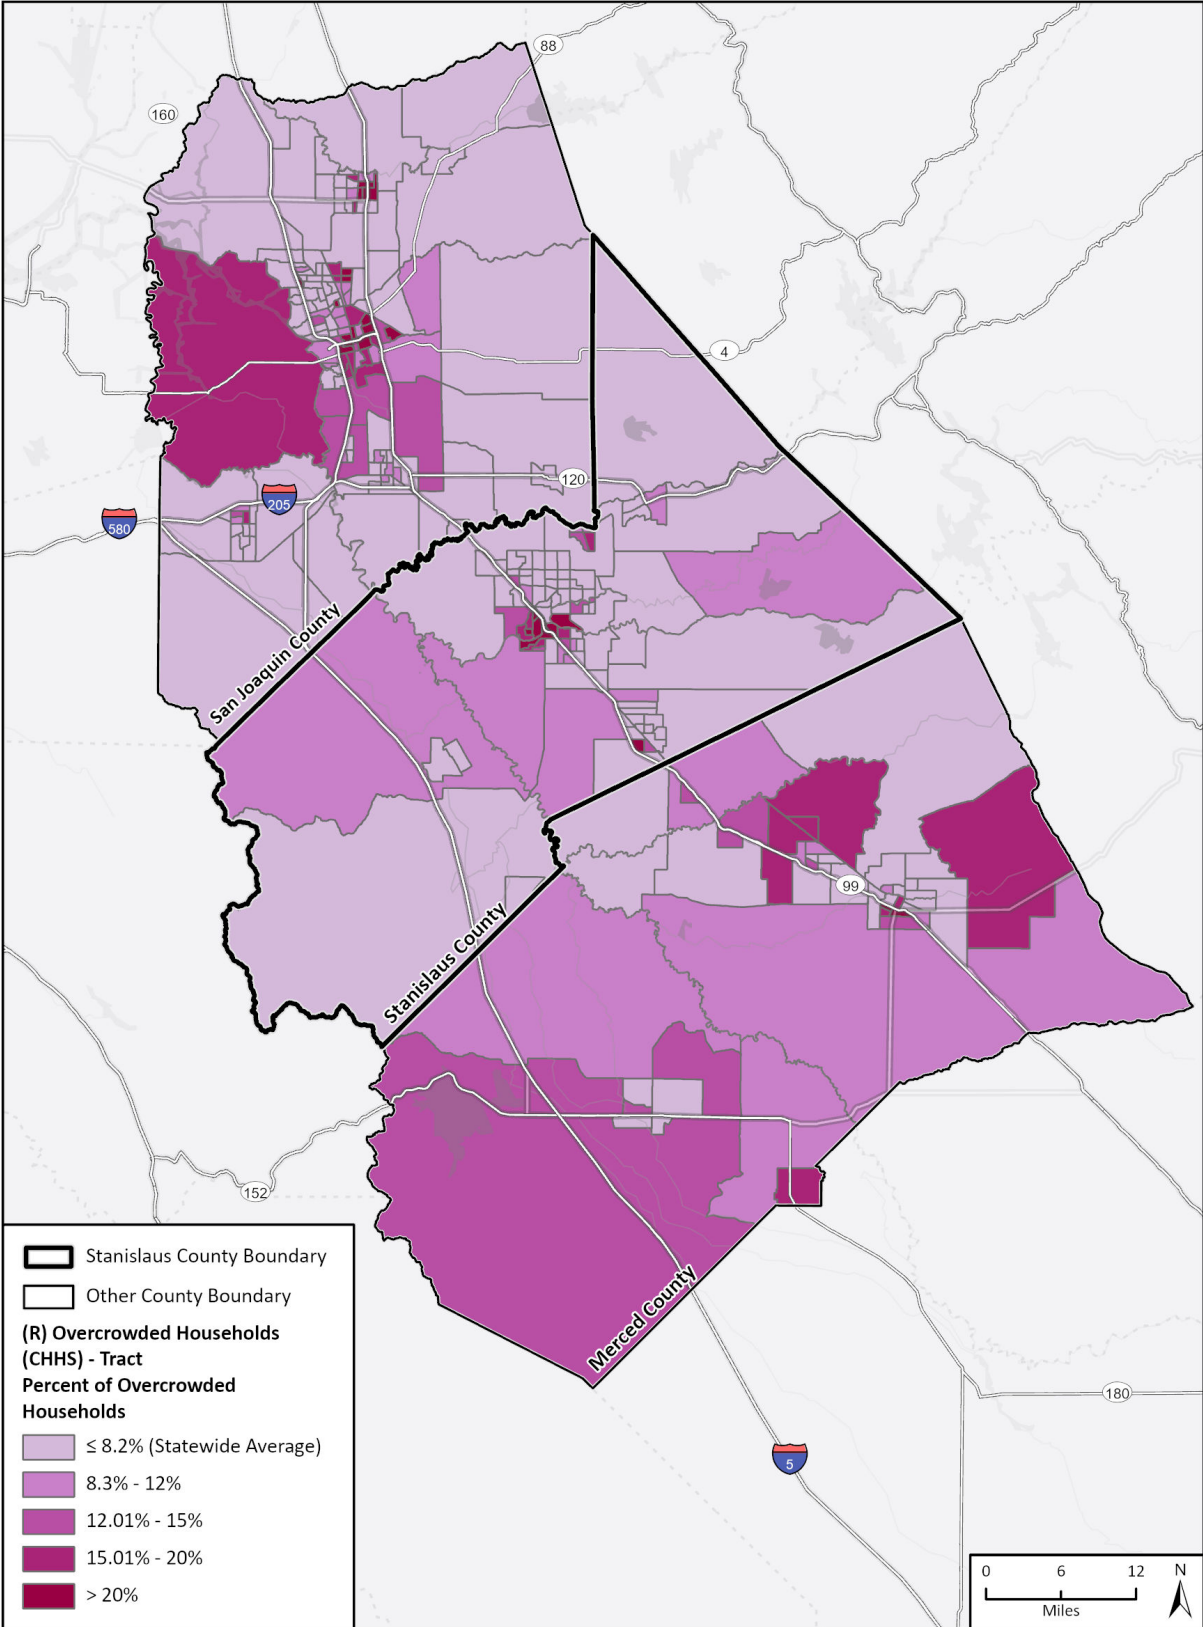 88
160
4
120
205
580
San Joaquin County
99
Stanislaus County
152
Merced County
180
5
Stanislaus County Boundary
Other County Boundary
(R) Overcrowded Households
(CHHS) - Tract
Percent of Overcrowded
Households
≤ 8.2% (Statewide Average)
8.3% - 12%
12.01% - 15%
15.01% - 20%
> 20%
0 6 12 N
Miles